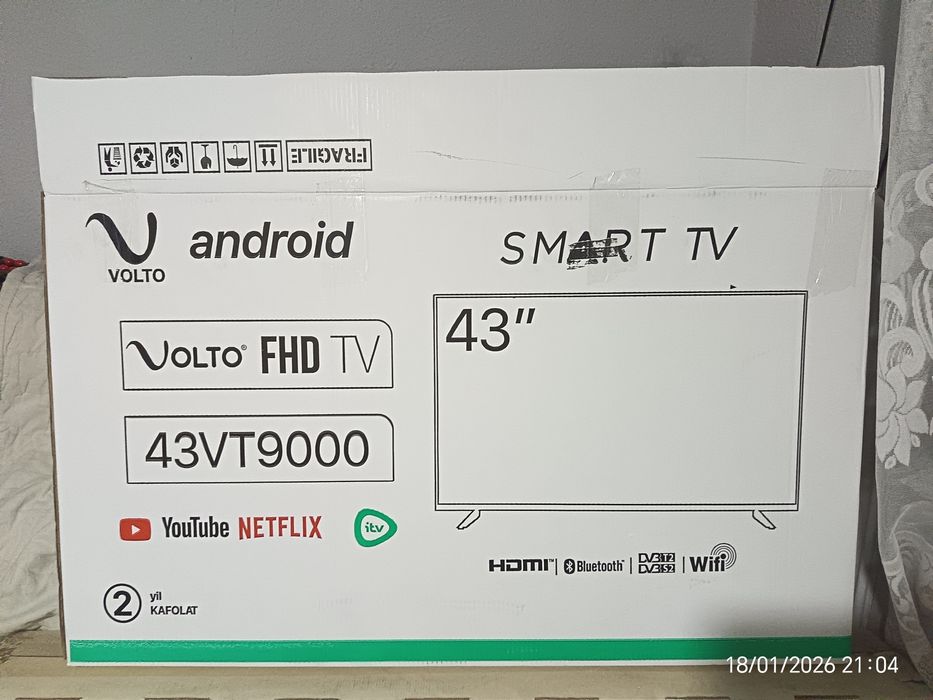 FRAGILE
VOLTO
android
SMART TV
VOLTO® FHD TV
43"
43VT9000
YouTube NETFLIX itv
HDMI™ | Bluetooth® | DVB T2 DVB S2 | Wifi
2 yil KAFOLAT
18/01/2026 21:04